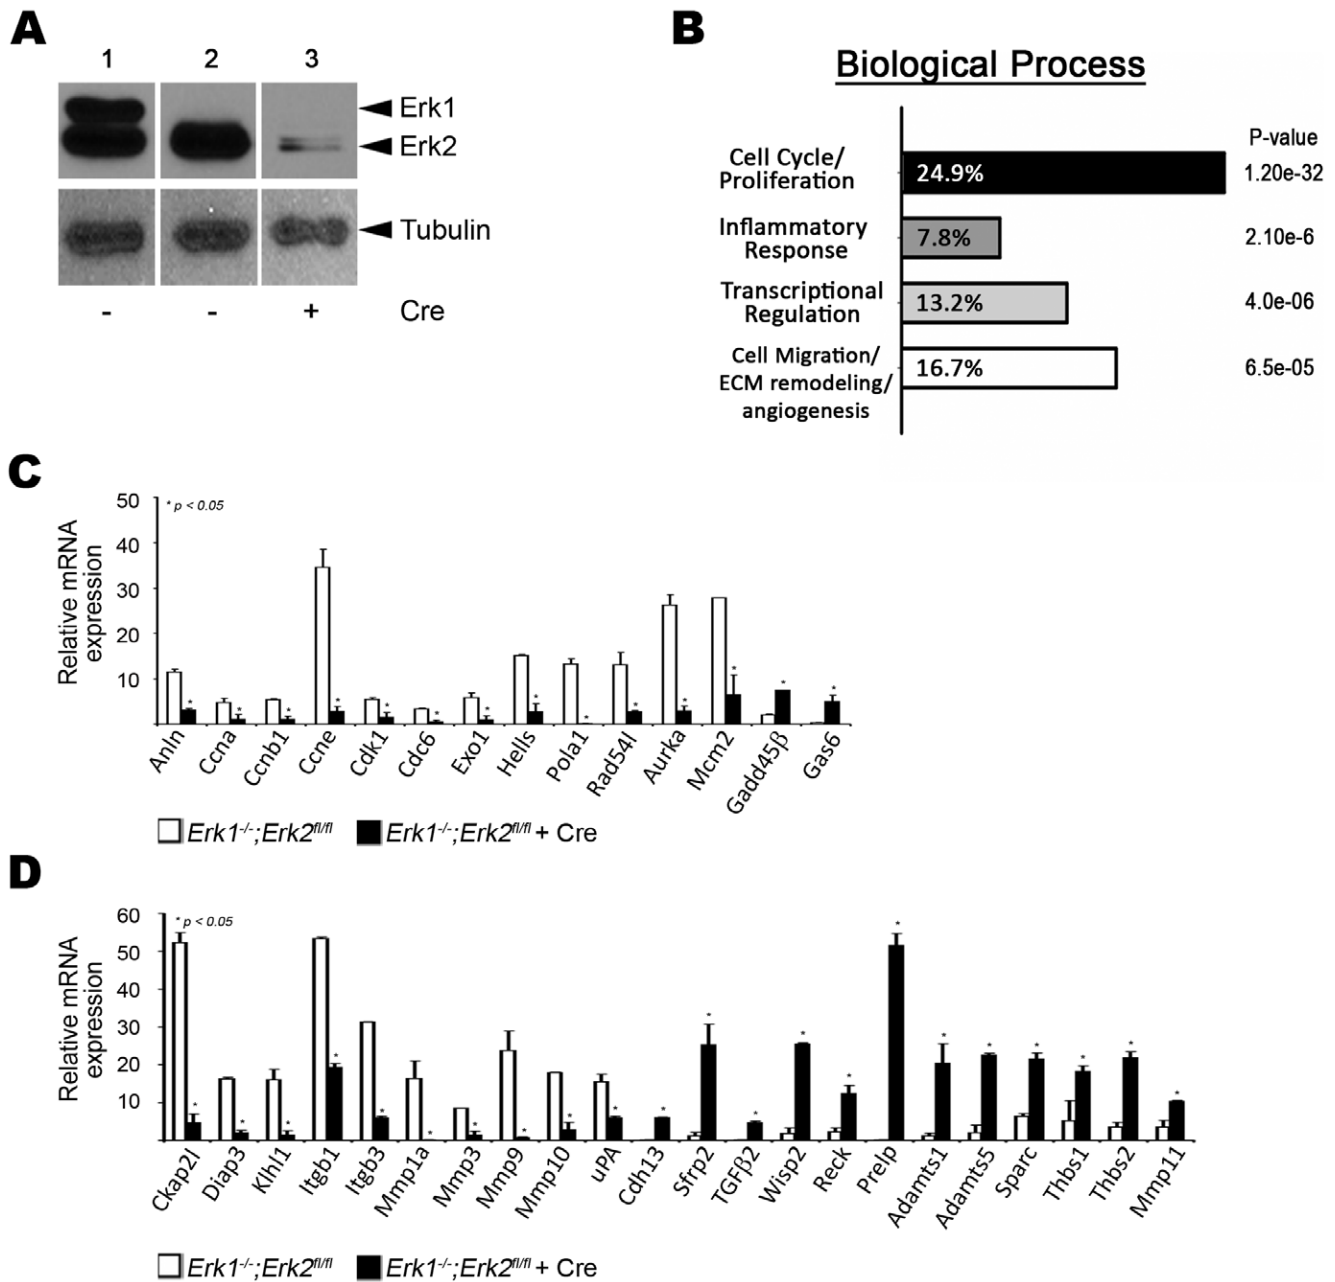 A
1 2 3
Erk1
Erk2
Tubulin
- - + Cre
B
Biological Process
P-value
Cell Cycle/
Proliferation
24.9%
1.20e-32
Inflammatory
Response
7.8%
2.10e-6
Transcriptional
Regulation
13.2%
4.0e-06
Cell Migration/
ECM remodeling/
angiogenesis
16.7%
6.5e-05
C
Relative mRNA
expression
50
40
30
20
10
* p < 0.05
* * * * * * * * * * * * * *
Anln Ccna Ccnb1 Ccne Cdk1 Cdc6 Exo1 Hells Pola1 Rad54l Aurka Mcm2 Gadd45β Gas6
Erk1-/-;Erk2fl/fl Erk1-/-;Erk2fl/fl + Cre
D
Relative mRNA
expression
60
50
40
30
20
10
* p < 0.05
* * * * * * * * * * * * * * * * * * * * * *
Ckap2l Diap3 Klhl1 Itgb1 Itgb3 Mmp1a Mmp3 Mmp9 Mmp10 uPA Cdh13 Sfrp2 TGFβ2 Wisp2 Reck Prelp Adamts1 Adamts5 Sparc Thbs1 Thbs2 Mmp11
Erk1-/-;Erk2fl/fl Erk1-/-;Erk2fl/fl + Cre